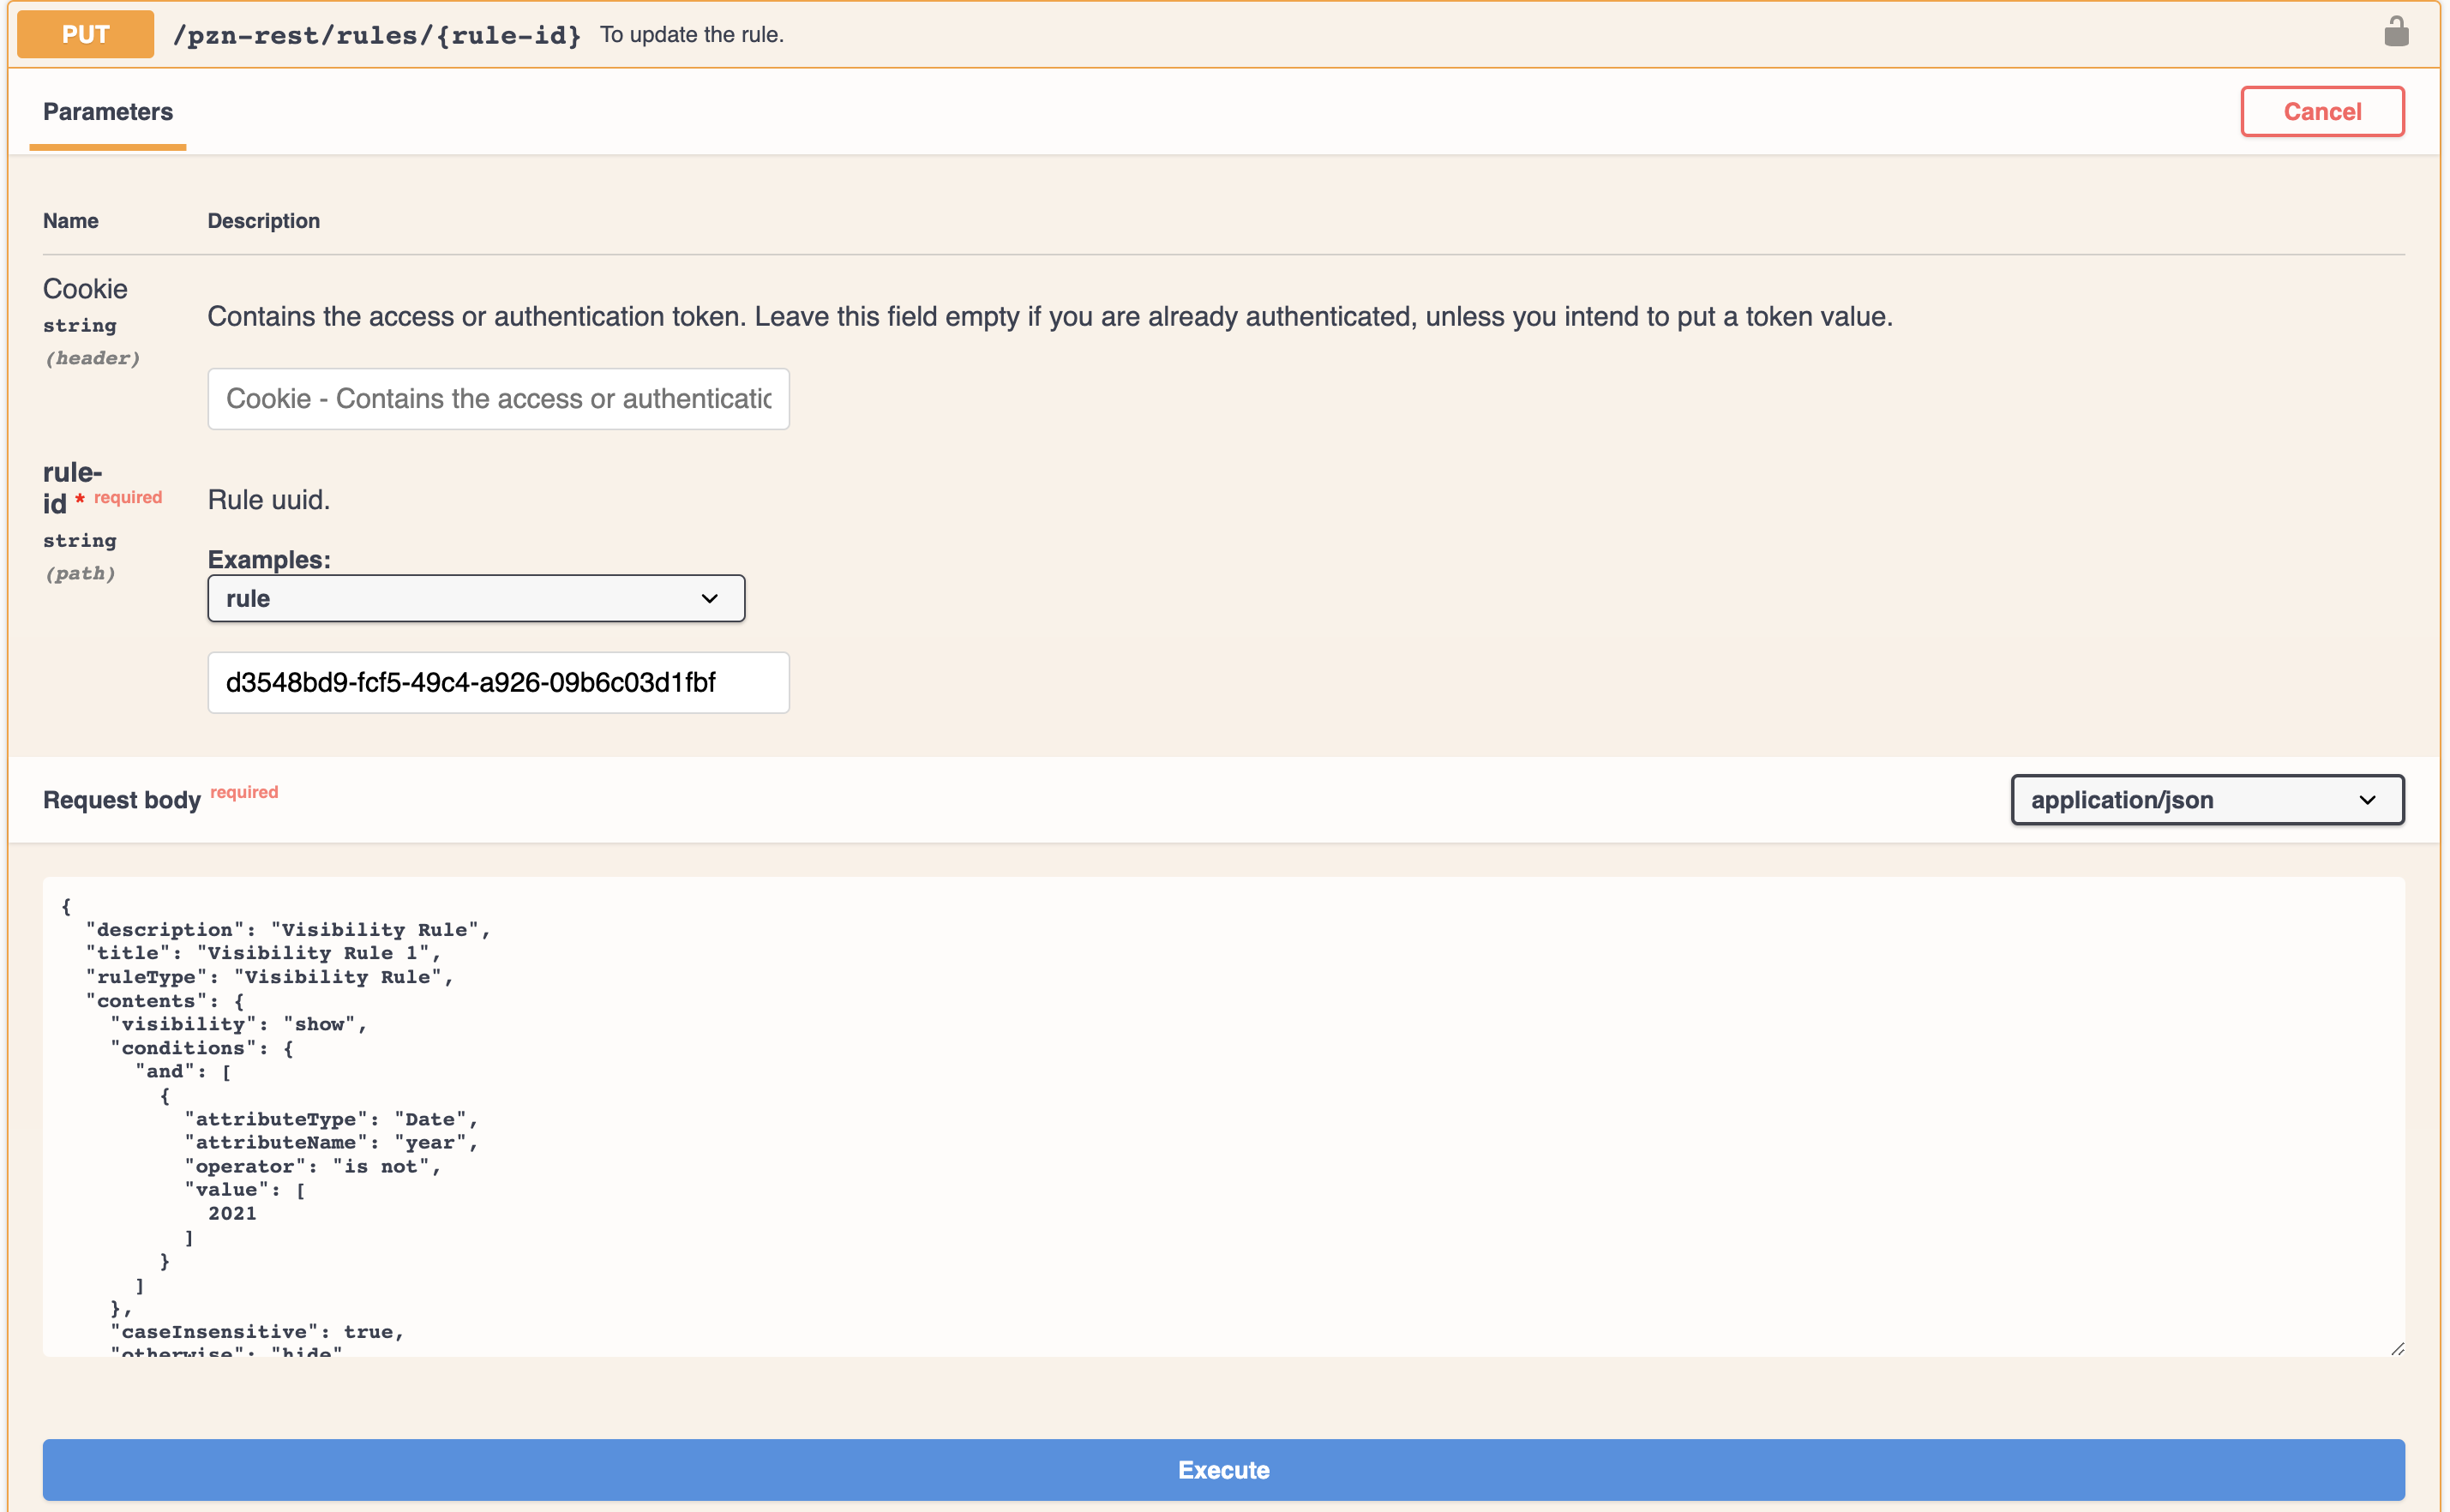 PUT /pzn-rest/rules/{rule-id} To update the rule.
Parameters
Cancel
Name Description
Cookie
string
(header)
Contains the access or authentication token. Leave this field empty if you are already authenticated, unless you intend to put a token value.
Cookie - Contains the access or authenticatic
rule-
id * required
string
(path)
Rule uuid.
Examples:
rule
d3548bd9-fcf5-49c4-a926-09b6c03d1fbf
Request body required
application/json
{
  "description": "Visibility Rule",
  "title": "Visibility Rule 1",
  "ruleType": "Visibility Rule",
  "contents": {
    "visibility": "show",
    "conditions": {
      "and": [
        {
          "attributeType": "Date",
          "attributeName": "year",
          "operator": "is not",
          "value": [
            2021
          ]
        }
      ]
    },
    "caseInsensitive": true,
    "otherwise": "hide"
Execute